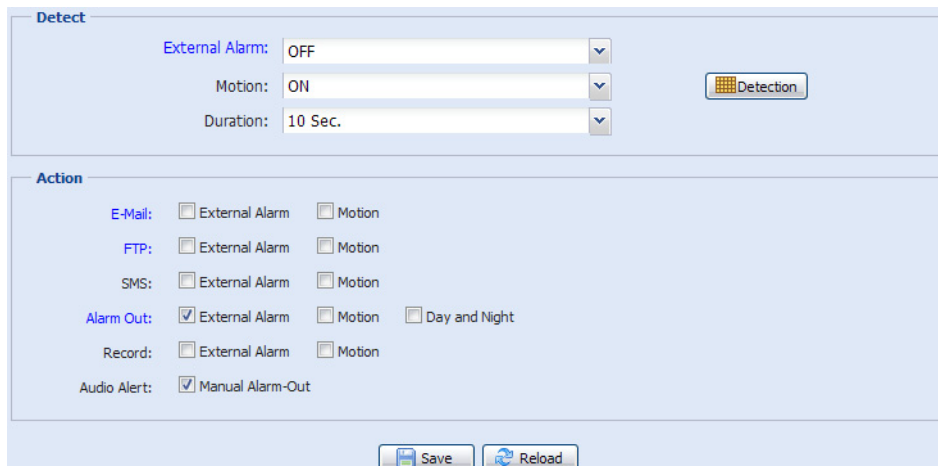 Detect
External Alarm: OFF
Motion: ON Detection
Duration: 10 Sec.
Action
E-Mail: External Alarm Motion
FTP: External Alarm Motion
SMS: External Alarm Motion
Alarm Out: External Alarm Motion Day and Night
Record: External Alarm Motion
Audio Alert: Manual Alarm-Out
Save Reload